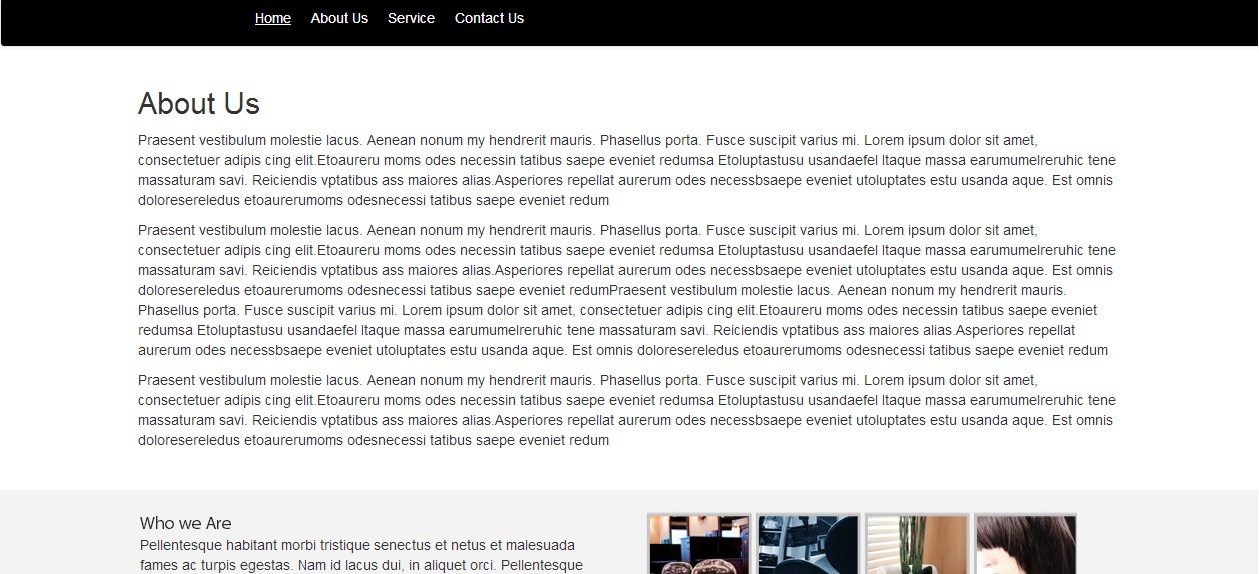 Home About Us Service Contact Us
About Us
Praesent vestibulum molestie lacus. Aenean nonum my hendrerit mauris. Phasellus porta. Fusce suscipit varius mi. Lorem ipsum dolor sit amet,
consectetuer adipis cing elit.Etoaureru moms odes necessin tatibus saepe eveniet redumsa Etoluptastusu usandaefel Itaque massa earumumelreruhic tene
massaturam savi. Reiciendis vptatibus ass maiores alias.Asperiores repellat aurerum odes necessbsaepe eveniet utoluptates estu usanda aque. Est omnis
doloresereledus etoaurerumoms odesnecessi tatibus saepe eveniet redum
Praesent vestibulum molestie lacus. Aenean nonum my hendrerit mauris. Phasellus porta. Fusce suscipit varius mi. Lorem ipsum dolor sit amet,
consectetuer adipis cing elit.Etoaureru moms odes necessin tatibus saepe eveniet redumsa Etoluptastusu usandaefel Itaque massa earumumelreruhic tene
massaturam savi. Reiciendis vptatibus ass maiores alias.Asperiores repellat aurerum odes necessbsaepe eveniet utoluptates estu usanda aque. Est omnis
doloresereledus etoaurerumoms odesnecessi tatibus saepe eveniet redumPraesent vestibulum molestie lacus. Aenean nonum my hendrerit mauris.
Phasellus porta. Fusce suscipit varius mi. Lorem ipsum dolor sit amet, consectetuer adipis cing elit.Etoaureru moms odes necessin tatibus saepe eveniet
redumsa Etoluptastusu usandaefel Itaque massa earumumelreruhic tene massaturam savi. Reiciendis vptatibus ass maiores alias.Asperiores repellat
aurerum odes necessbsaepe eveniet utoluptates estu usanda aque. Est omnis doloresereledus etoaurerumoms odesnecessi tatibus saepe eveniet redum
Praesent vestibulum molestie lacus. Aenean nonum my hendrerit mauris. Phasellus porta. Fusce suscipit varius mi. Lorem ipsum dolor sit amet,
consectetuer adipis cing elit.Etoaureru moms odes necessin tatibus saepe eveniet redumsa Etoluptastusu usandaefel Itaque massa earumumelreruhic tene
massaturam savi. Reiciendis vptatibus ass maiores alias.Asperiores repellat aurerum odes necessbsaepe eveniet utoluptates estu usanda aque. Est omnis
doloresereledus etoaurerumoms odesnecessi tatibus saepe eveniet redum
Who we Are
Pellentesque habitant morbi tristique senectus et netus et malesuada
fames ac turpis egestas. Nam id lacus dui, in aliquet orci. Pellentesque